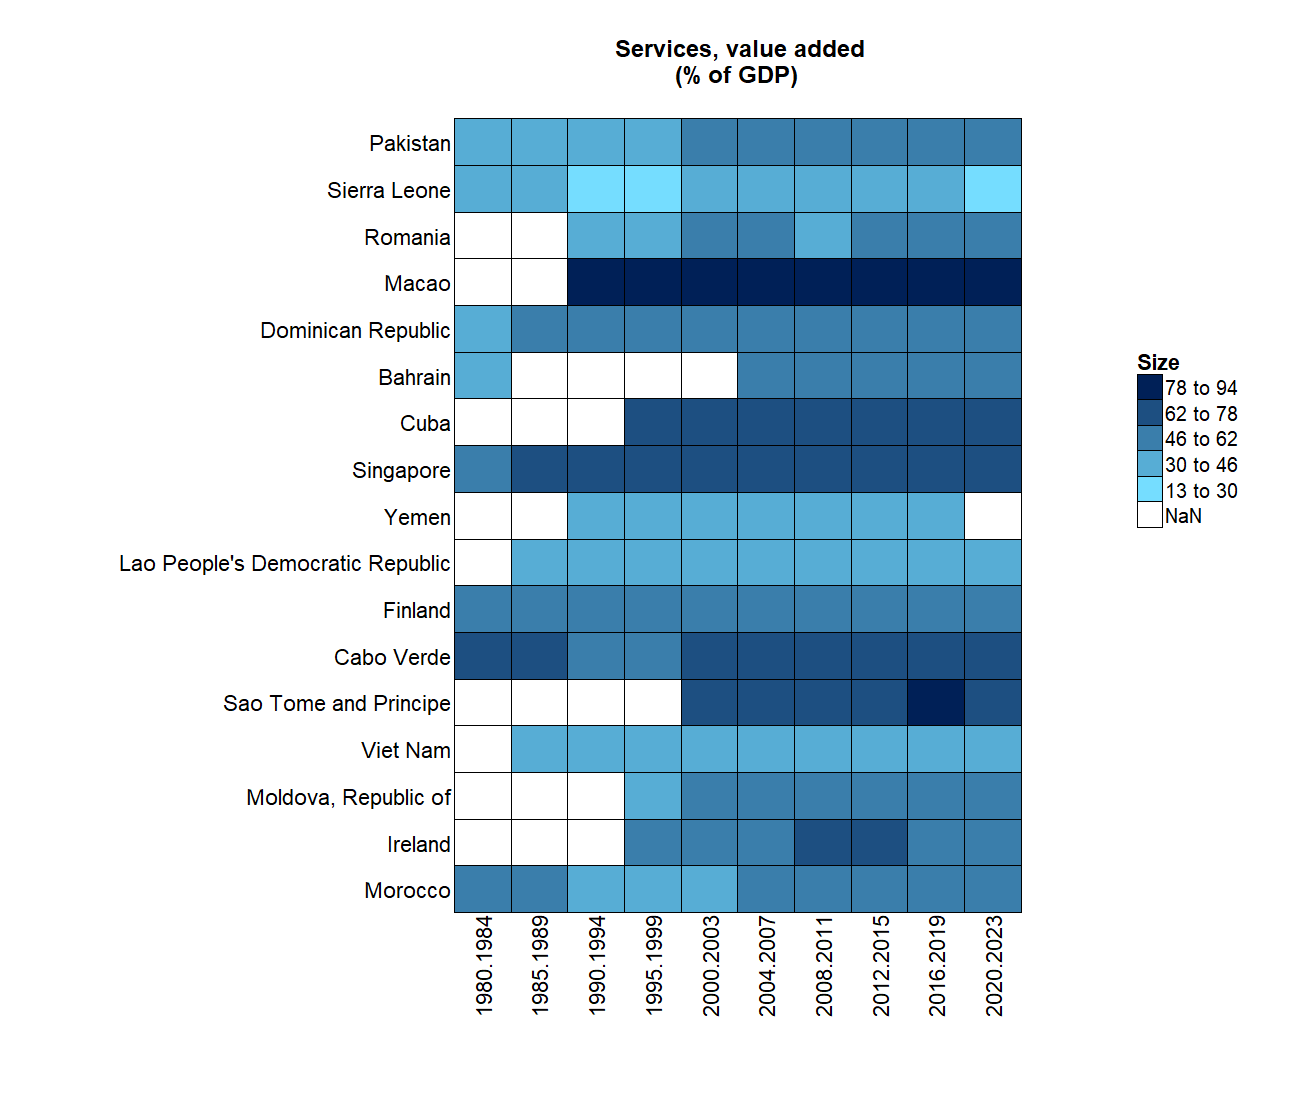 Services, value added
(% of GDP)
Pakistan
Sierra Leone
Romania
Macao
Dominican Republic
Bahrain
Cuba
Singapore
Yemen
Lao People's Democratic Republic
Finland
Cabo Verde
Sao Tome and Principe
Viet Nam
Moldova, Republic of
Ireland
Morocco
1980.1984
1985.1989
1990.1994
1995.1999
2000.2003
2004.2007
2008.2011
2012.2015
2016.2019
2020.2023
Size
78 to 94
62 to 78
46 to 62
30 to 46
13 to 30
NaN